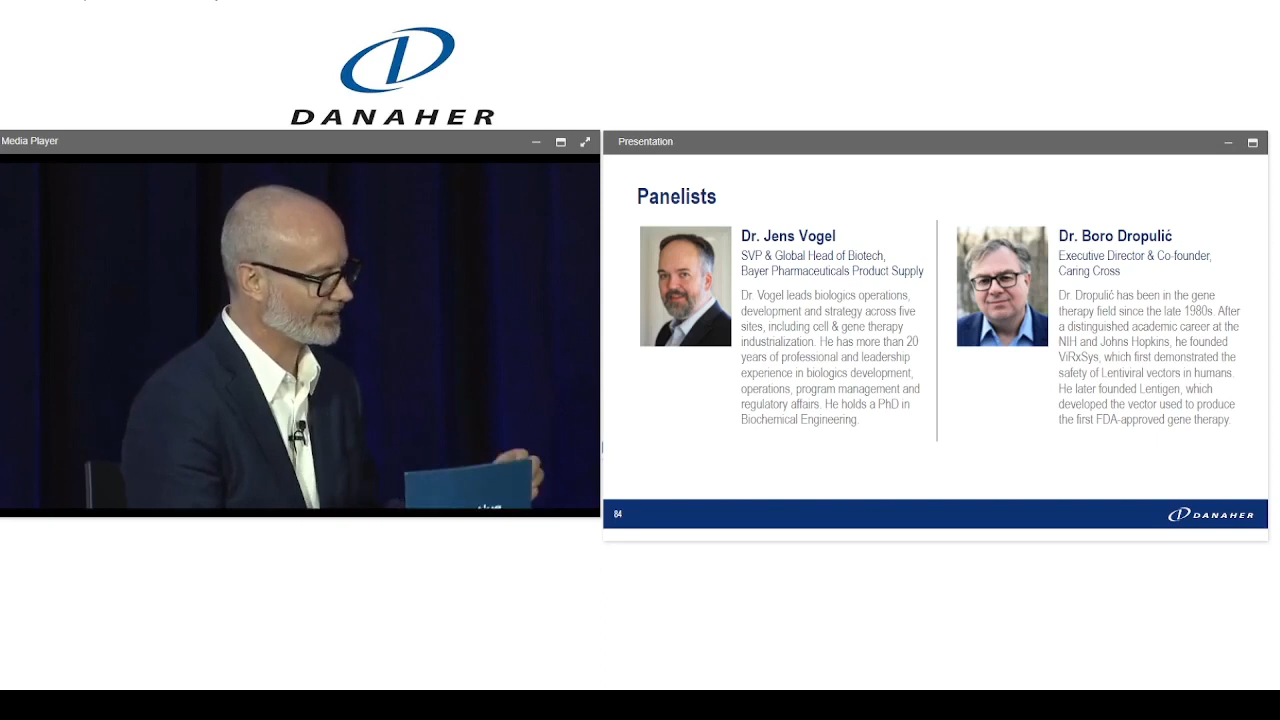 DANAHER
Media Player
Presentation
Panelists
Dr. Jens Vogel
SVP & Global Head of Biotech,
Bayer Pharmaceuticals Product Supply
Dr. Vogel leads biologics operations,
development and strategy across five
sites, including cell & gene therapy
industrialization. He has more than 20
years of professional and leadership
experience in biologics development,
operations, program management and
regulatory affairs. He holds a PhD in
Biochemical Engineering.
Dr. Boro Dropulić
Executive Director & Co-founder,
Caring Cross
Dr. Dropulić has been in the gene
therapy field since the late 1980s. After
a distinguished academic career at the
NIH and Johns Hopkins, he founded
ViRxSys, which first demonstrated the
safety of Lentiviral vectors in humans.
He later founded Lentigen, which
developed the vector used to produce
the first FDA-approved gene therapy.
84
DANAHER